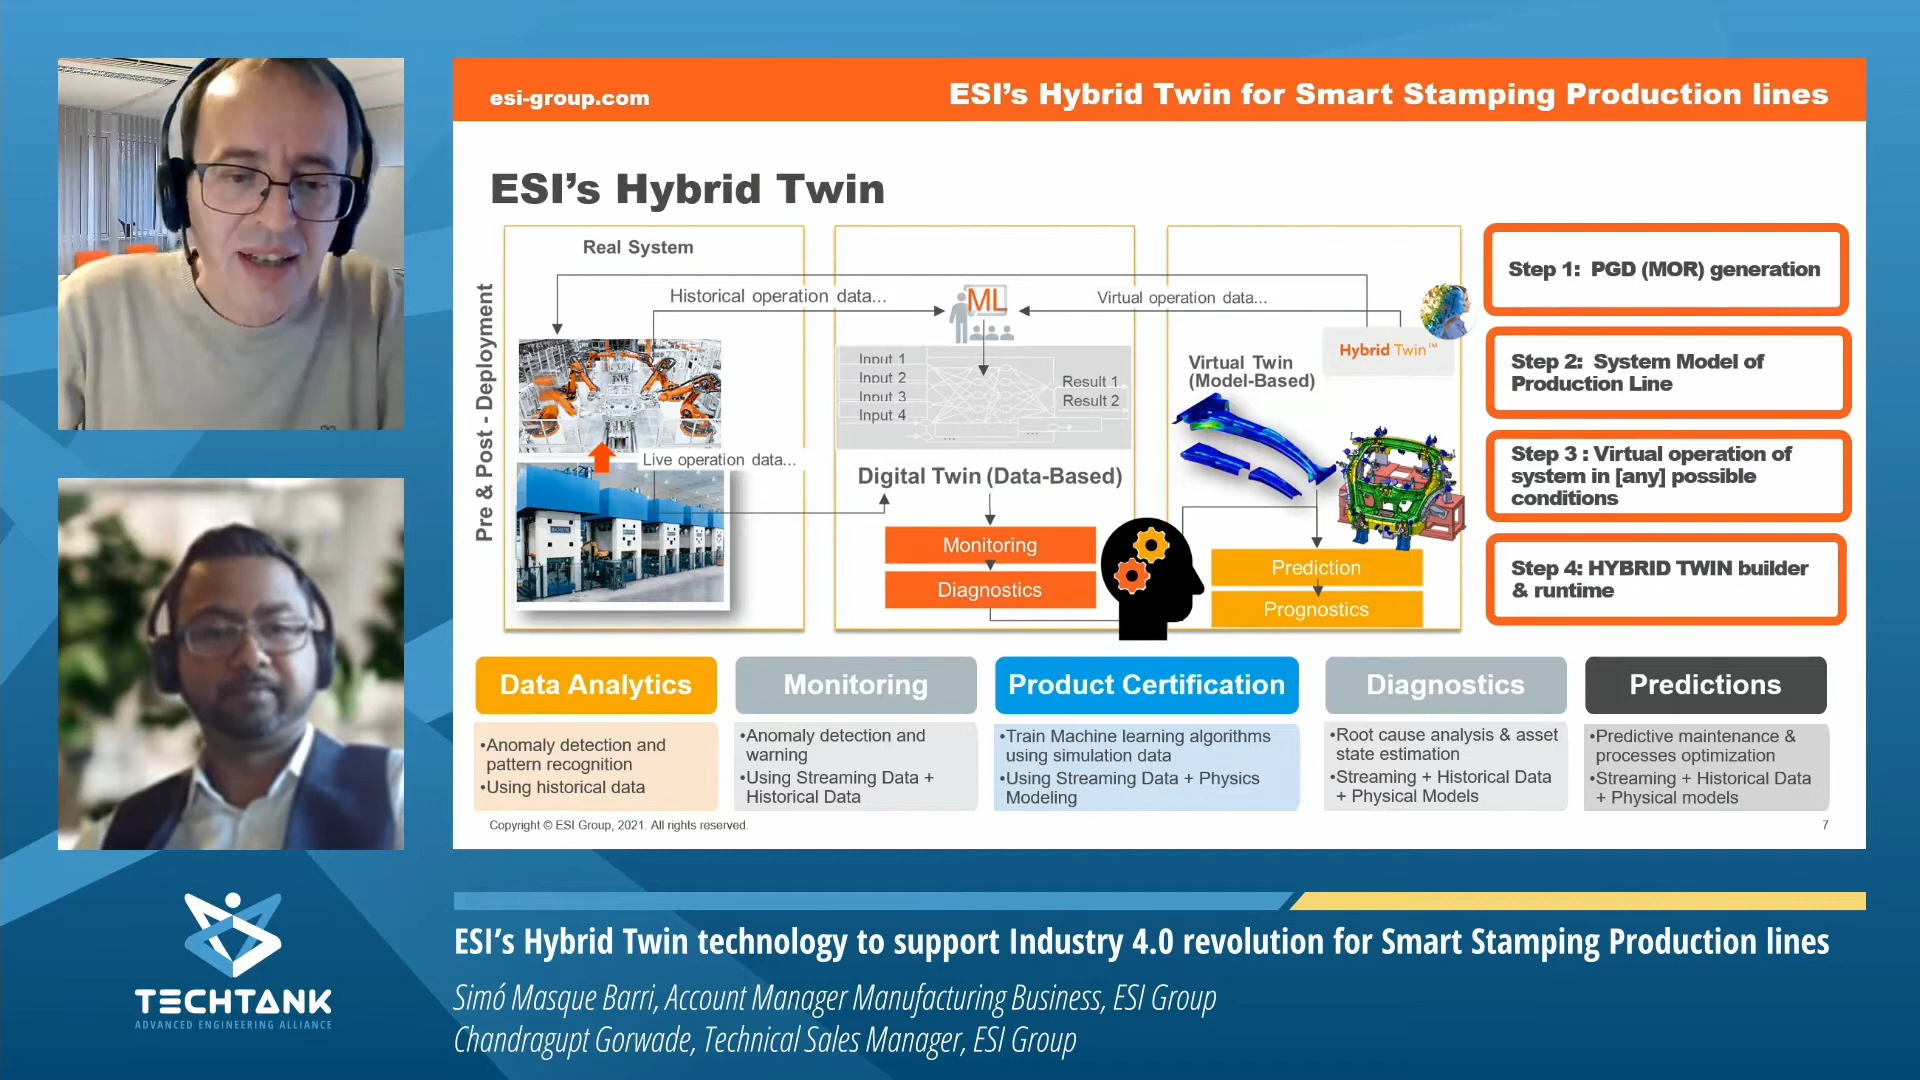 esi-group.com
ESI's Hybrid Twin for Smart Stamping Production lines
ESI's Hybrid Twin
Pre & Post - Deployment
Real System
Historical operation data...
ML
Virtual operation data...
Hybrid Twin™
Input 1
Input 2
Input 3
Input 4
...
...
Result 1
Result 2
Virtual Twin
(Model-Based)
Live operation data...
Digital Twin (Data-Based)
Monitoring
Diagnostics
Prediction
Prognostics
Step 1: PGD (MOR) generation
Step 2: System Model of
Production Line
Step 3 : Virtual operation of
system in [any] possible
conditions
Step 4: HYBRID TWIN builder
& runtime
Data Analytics
•Anomaly detection and
pattern recognition
•Using historical data
Monitoring
•Anomaly detection and
warning
•Using Streaming Data +
Historical Data
Product Certification
•Train Machine learning algorithms
using simulation data
•Using Streaming Data + Physics
Modeling
Diagnostics
•Root cause analysis & asset
state estimation
•Streaming + Historical Data
+ Physical Models
Predictions
•Predictive maintenance &
processes optimization
•Streaming + Historical Data
+ Physical models
Copyright © ESI Group, 2021. All rights reserved.
7
TECHTANK
ADVANCED ENGINEERING ALLIANCE
ESI's Hybrid Twin technology to support Industry 4.0 revolution for Smart Stamping Production lines
Simó Masque Barri, Account Manager Manufacturing Business, ESI Group
Chandragupt Gorwade, Technical Sales Manager, ESI Group